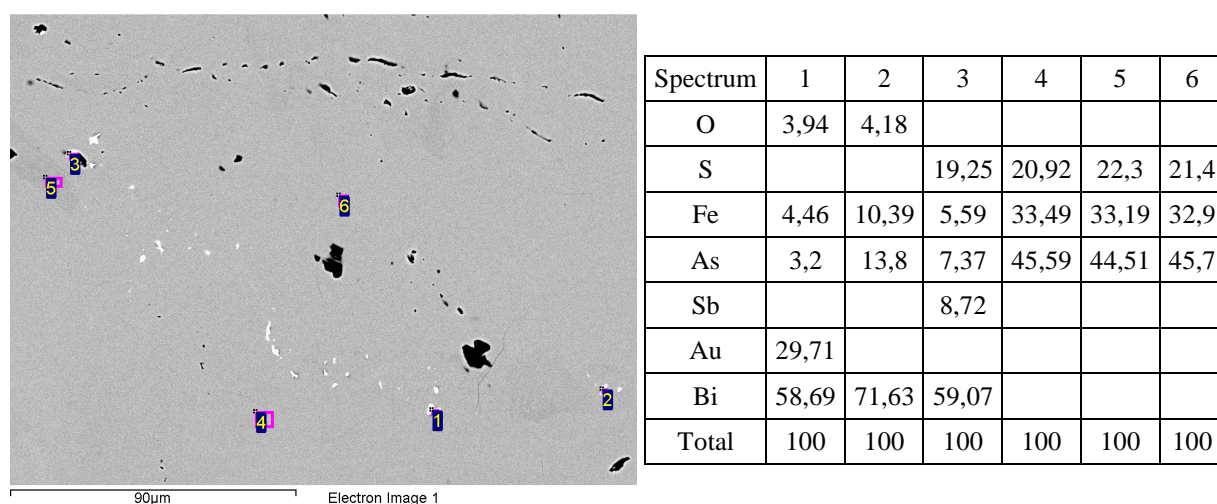 3
5
6
4
1
2
90µm Electron Image 1
Spectrum 1 2 3 4 5 6
O 3,94 4,18
S 19,25 20,92 22,3 21,4
Fe 4,46 10,39 5,59 33,49 33,19 32,9
As 3,2 13,8 7,37 45,59 44,51 45,7
Sb 8,72
Au 29,71
Bi 58,69 71,63 59,07
Total 100 100 100 100 100 100